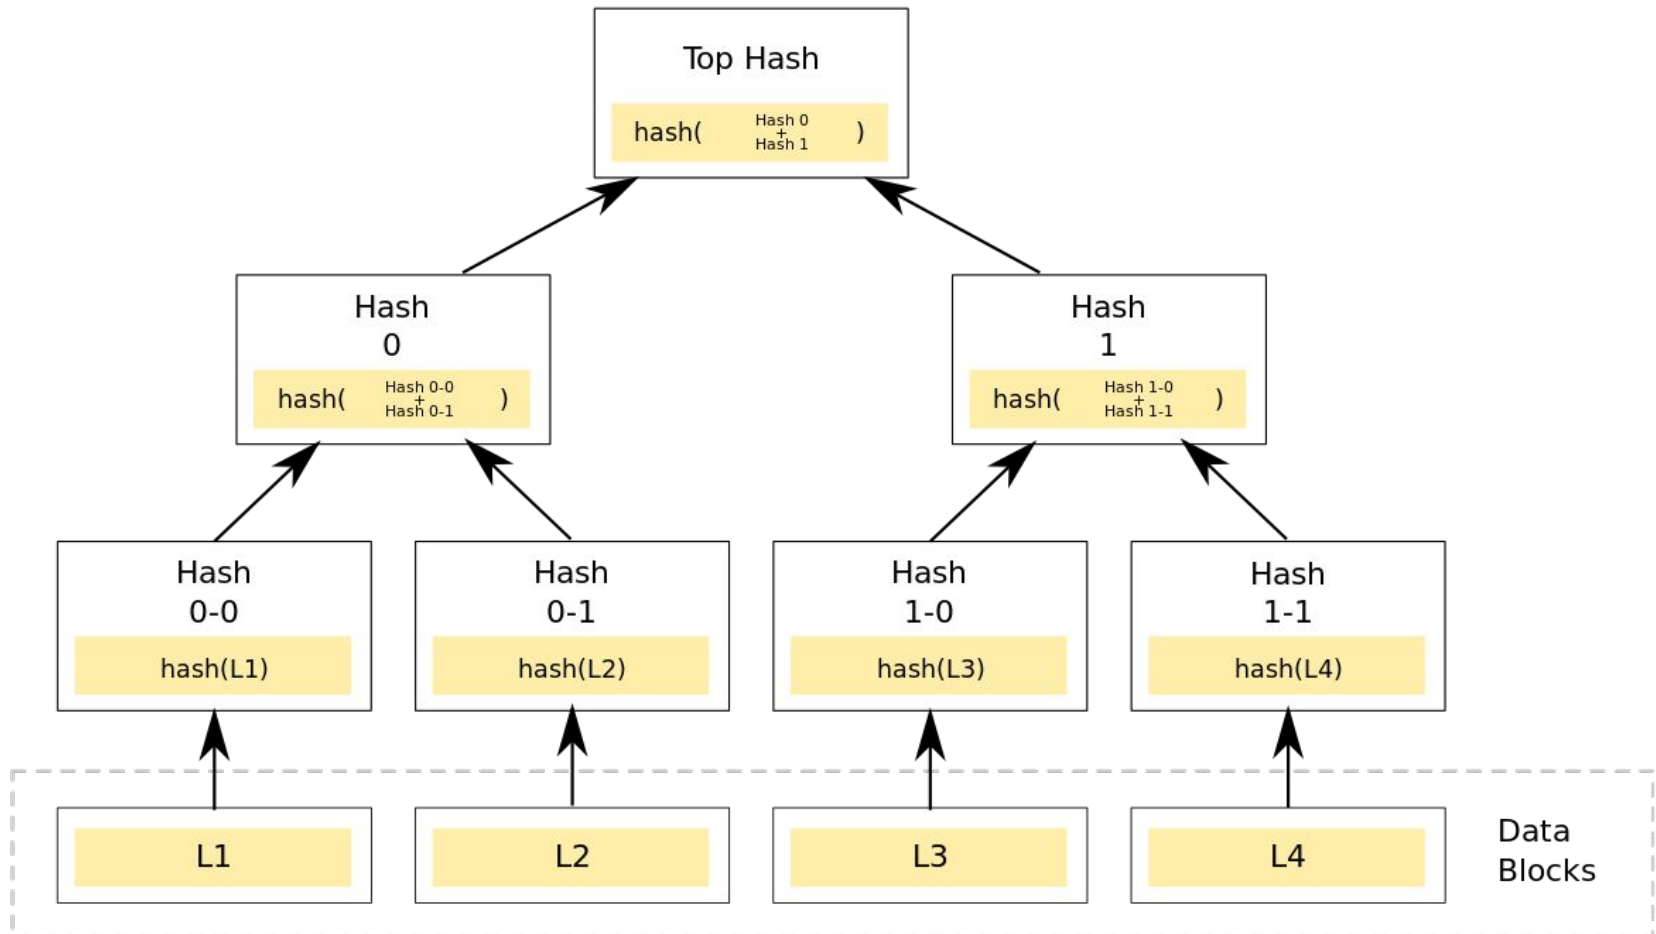 Top Hash
hash( Hash 0 + Hash 1 )
Hash
0
hash( Hash 0-0 + Hash 0-1 )
Hash
1
hash( Hash 1-0 + Hash 1-1 )
Hash
0-0
hash(L1)
Hash
0-1
hash(L2)
Hash
1-0
hash(L3)
Hash
1-1
hash(L4)
L1
L2
L3
L4
Data
Blocks